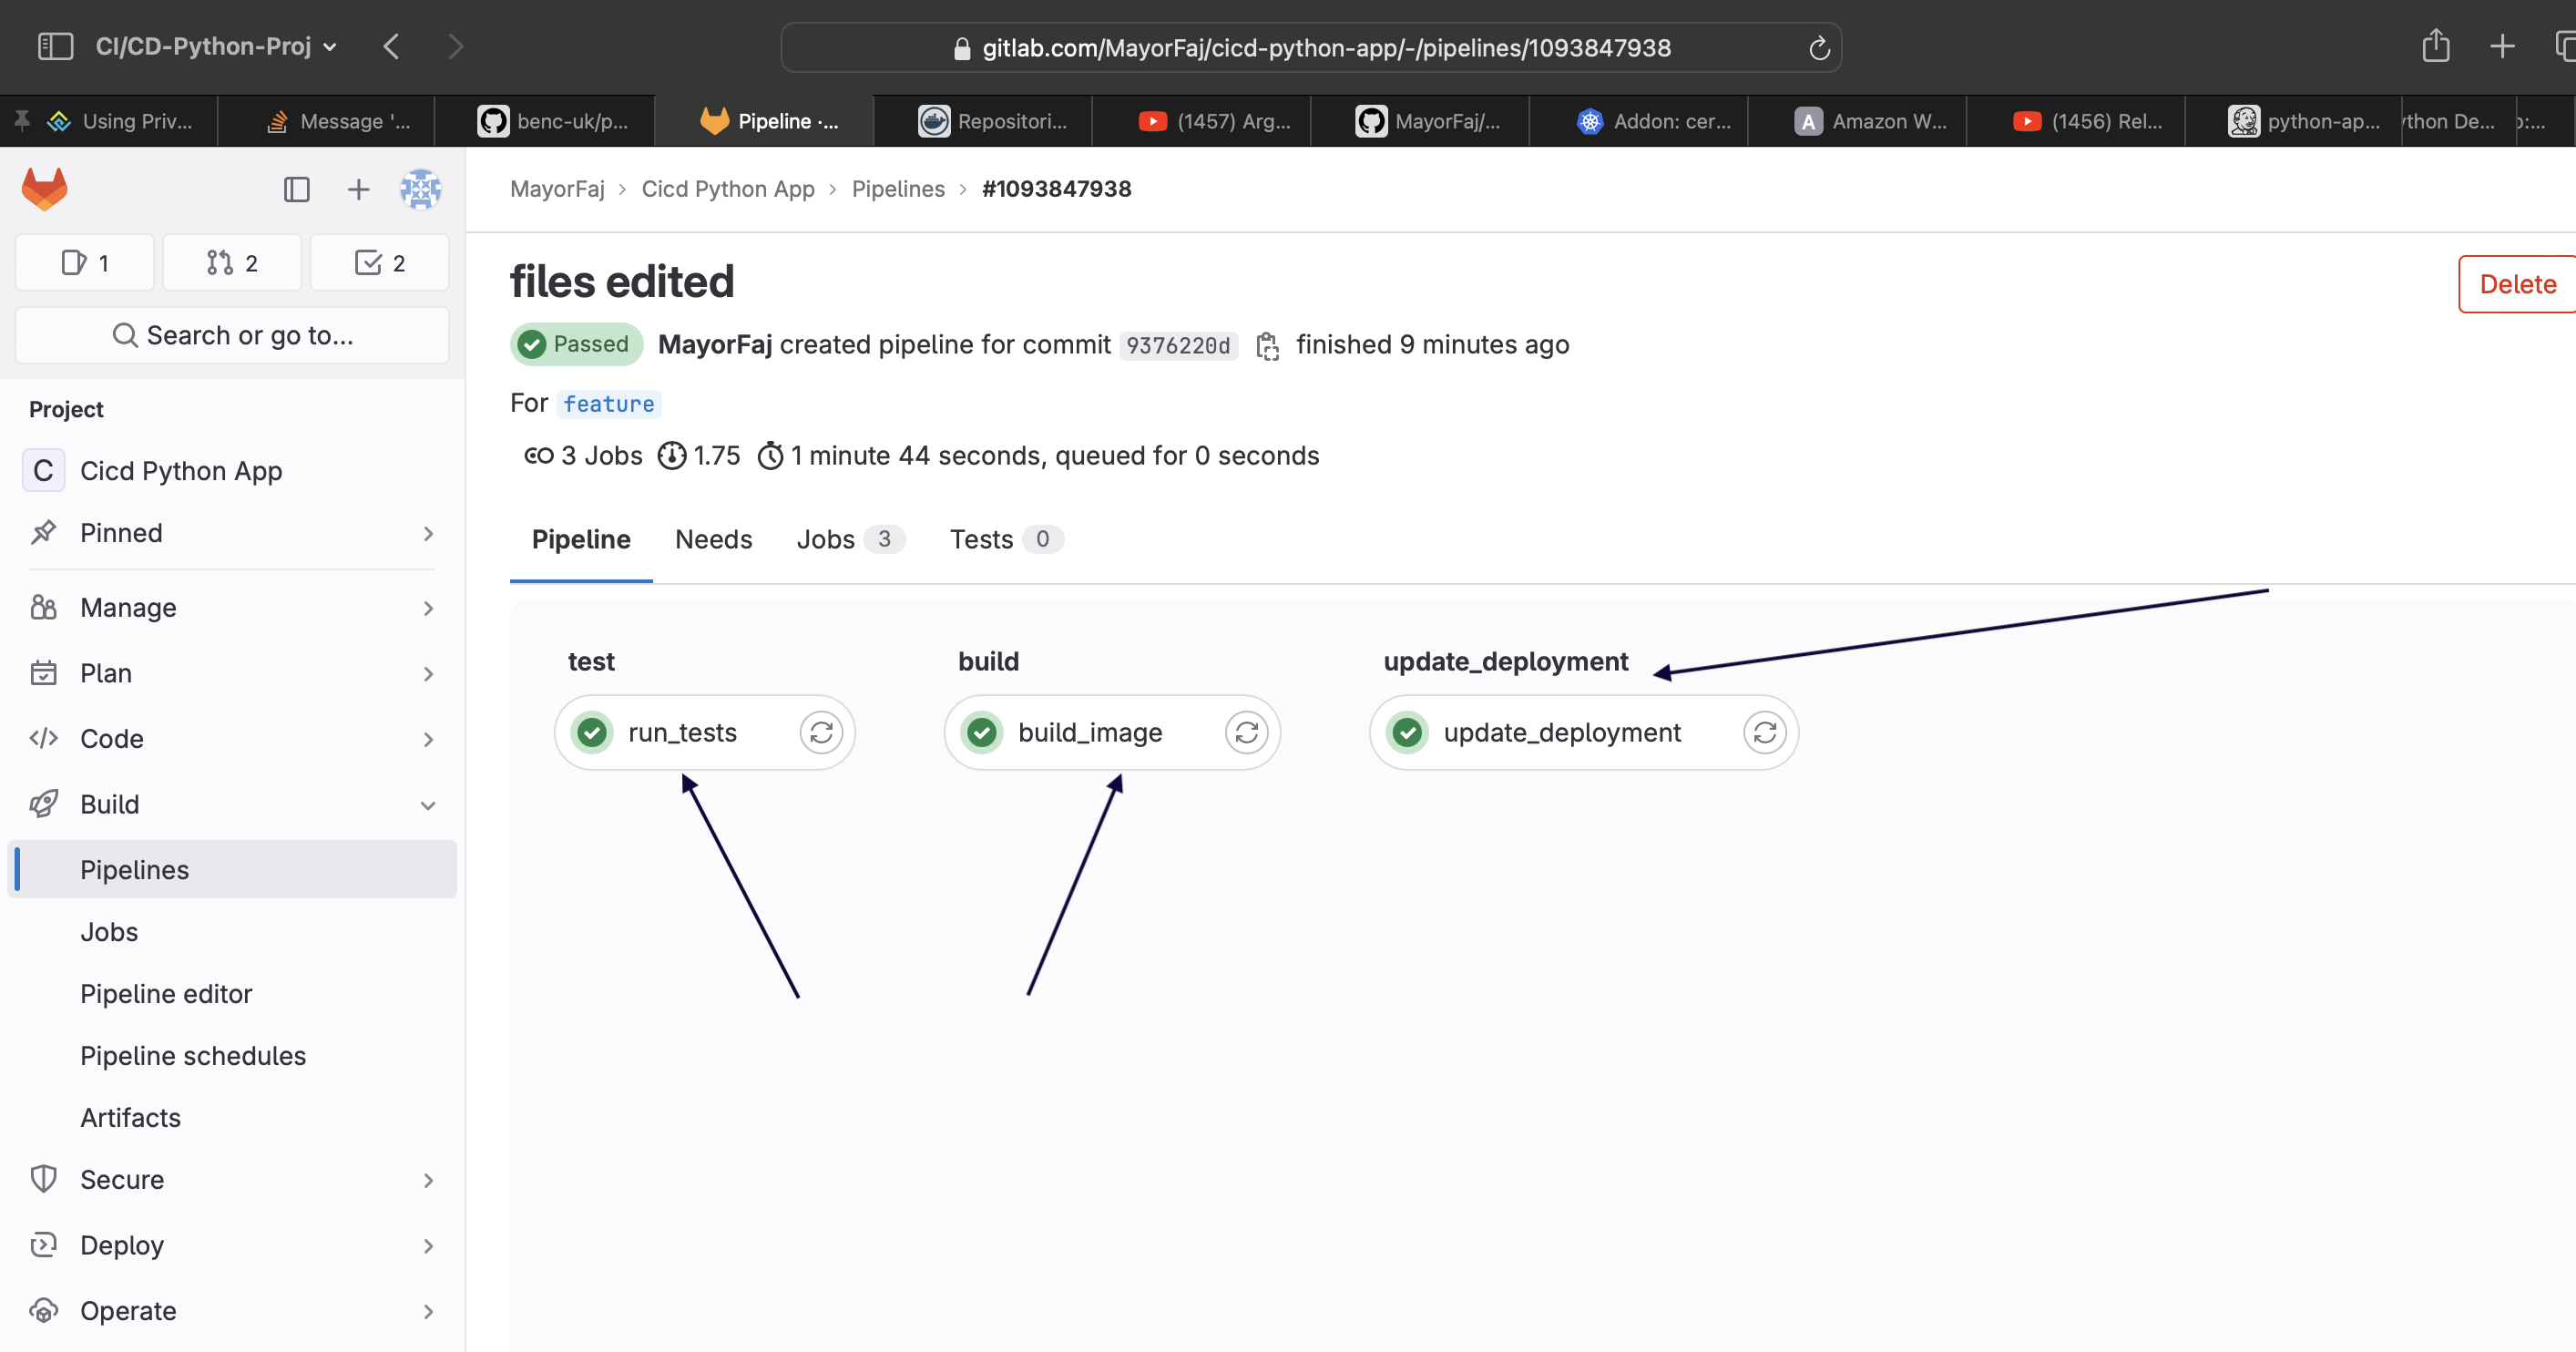 CI/CD-Python-Proj
gitlab.com/MayorFaj/cicd-python-app/-/pipelines/1093847938
Using Priv...
Message '...
benc-uk/p...
Pipeline ·...
Repositori...
(1457) Arg...
MayorFaj/...
Addon: cer...
A
Amazon W...
(1456) Rel...
python-ap...
thon De...
MayorFaj › Cicd Python App › Pipelines › #1093847938
1
2
2
Search or go to...
Project
C Cicd Python App
Pinned
Manage
Plan
Code
Build
Pipelines
Jobs
Pipeline editor
Pipeline schedules
Artifacts
Secure
Deploy
Operate
files edited
Delete
Passed MayorFaj created pipeline for commit 9376220d finished 9 minutes ago
For feature
3 Jobs 1.75 1 minute 44 seconds, queued for 0 seconds
Pipeline Needs Jobs 3 Tests 0
test build update_deployment
run_tests build_image update_deployment